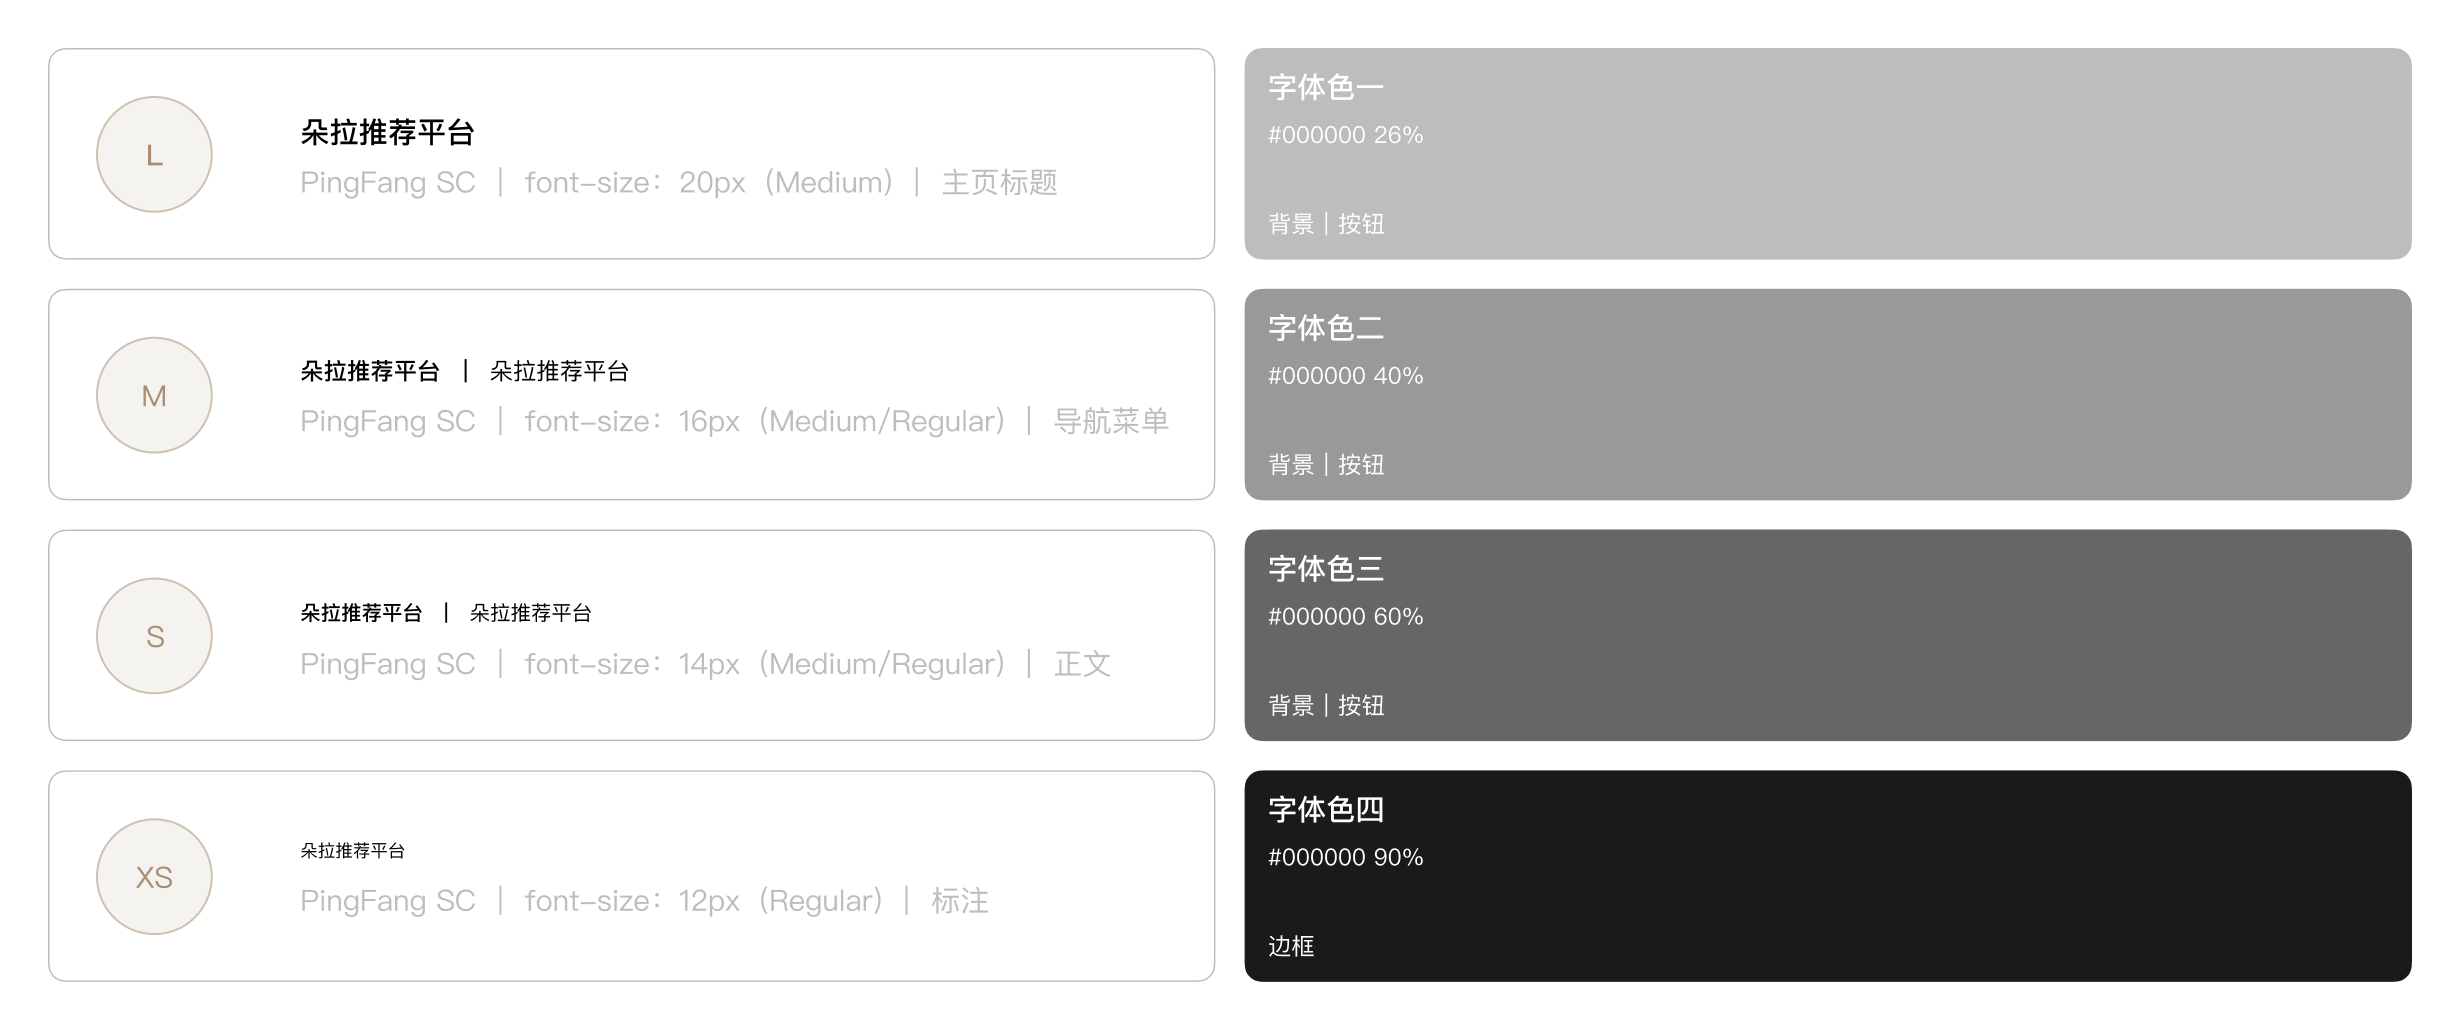 L
朵拉推荐平台
PingFang SC | font-size：20px（Medium） | 主页标题
字体色一
#000000 26%
背景 | 按钮
M
朵拉推荐平台 | 朵拉推荐平台
PingFang SC | font-size：16px（Medium/Regular） | 导航菜单
字体色二
#000000 40%
背景 | 按钮
S
朵拉推荐平台 | 朵拉推荐平台
PingFang SC | font-size：14px（Medium/Regular） | 正文
字体色三
#000000 60%
背景 | 按钮
XS
朵拉推荐平台
PingFang SC | font-size：12px（Regular） | 标注
字体色四
#000000 90%
边框